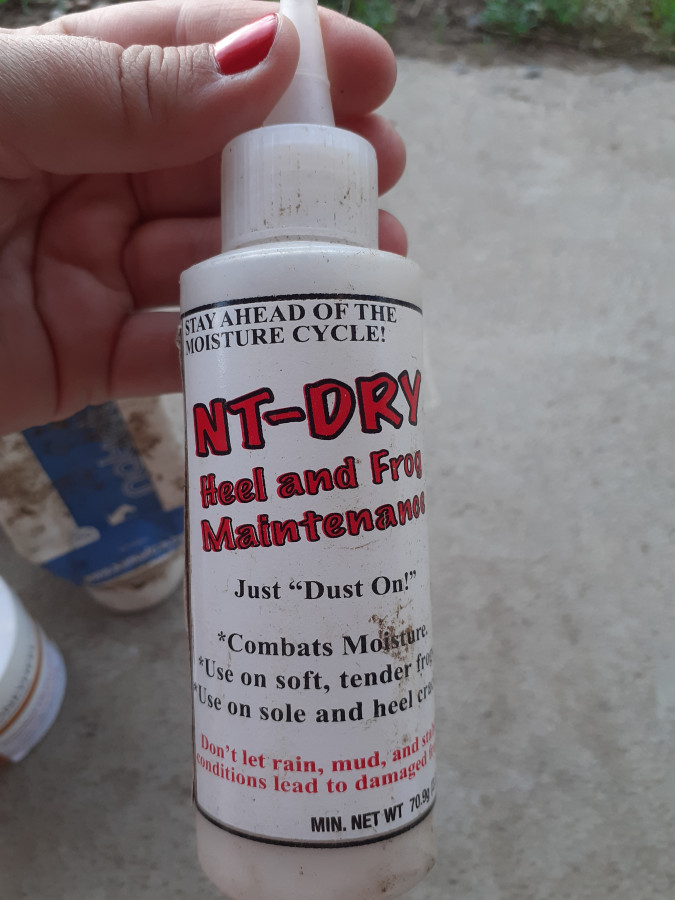 STAY AHEAD OF THE
MOISTURE CYCLE!
NT-DRY
Heel and Frog
Maintenance
Just "Dust On!"
*Combats Moisture.
*Use on soft, tender
*Use on sole and heel
Don't let rain, mud, and
conditions lead to damaged
MIN. NET WT 70.9g